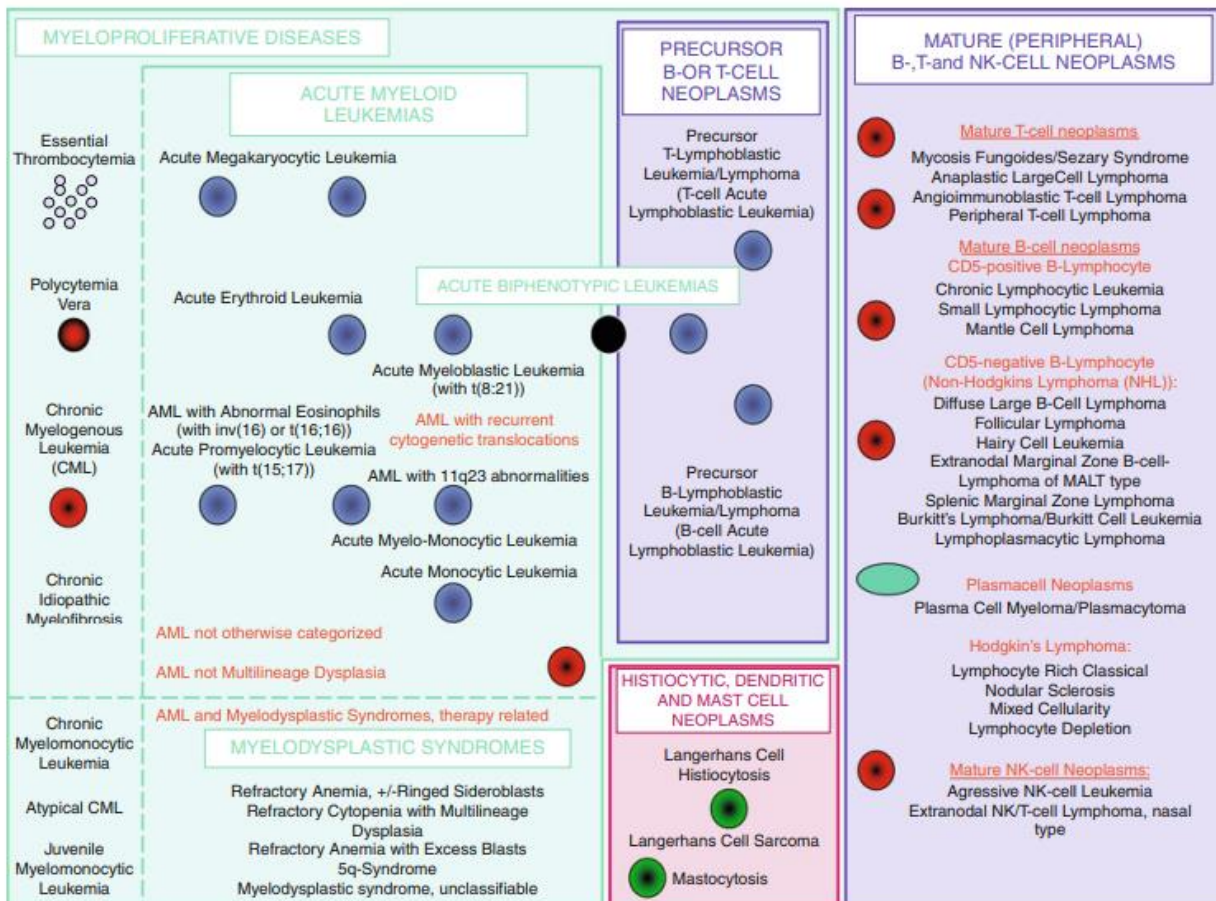 MYELOPROLIFERATIVE DISEASES
Essential
Thrombocytemia
Polycytemia
Vera
Chronic
Myelogenous
Leukemia
(CML)
Chronic
Idiopathic
Myelofibrosis
Chronic
Myelomonocytic
Leukemia
Atypical CML
Juvenile
Myelomonocytic
Leukemia
ACUTE MYELOID
LEUKEMIAS
Acute Megakaryocytic Leukemia
Acute Erythroid Leukemia
ACUTE BIPHENOTYPIC LEUKEMIAS
Acute Myeloblastic Leukemia
(with t(8:21))
AML with Abnormal Eosinophils
(with inv(16) or t(16;16))
Acute Promyelocytic Leukemia
(with t(15;17))
AML with recurrent
cytogenetic translocations
AML with 11q23 abnormalities
Acute Myelo-Monocytic Leukemia
Acute Monocytic Leukemia
AML not otherwise categorized
AML not Multilineage Dysplasia
AML and Myelodysplastic Syndromes, therapy related
MYELODYSPLASTIC SYNDROMES
Refractory Anemia, +/-Ringed Sideroblasts
Refractory Cytopenia with Multilineage
Dysplasia
Refractory Anemia with Excess Blasts
5q-Syndrome
Myelodysplastic syndrome, unclassifiable
PRECURSOR
B-OR T-CELL
NEOPLASMS
Precursor
T-Lymphoblastic
Leukemia/Lymphoma
(T-cell Acute
Lymphoblastic Leukemia)
Precursor
B-Lymphoblastic
Leukemia/Lymphoma
(B-cell Acute
Lymphoblastic Leukemia)
HISTIOCYTIC, DENDRITIC
AND MAST CELL
NEOPLASMS
Langerhans Cell
Histiocytosis
Langerhans Cell Sarcoma
Mastocytosis
MATURE (PERIPHERAL)
B-,T-and NK-CELL NEOPLASMS
Mature T-cell neoplasms
Mycosis Fungoides/Sezary Syndrome
Anaplastic LargeCell Lymphoma
Angioimmunoblastic T-cell Lymphoma
Peripheral T-cell Lymphoma
Mature B-cell neoplasms
CD5-positive B-Lymphocyte
Chronic Lymphocytic Leukemia
Small Lymphocytic Lymphoma
Mantle Cell Lymphoma
CD5-negative B-Lymphocyte
(Non-Hodgkins Lymphoma (NHL)):
Diffuse Large B-Cell Lymphoma
Follicular Lymphoma
Hairy Cell Leukemia
Extranodal Marginal Zone B-cell-
Lymphoma of MALT type
Splenic Marginal Zone Lymphoma
Burkitt's Lymphoma/Burkitt Cell Leukemia
Lymphoplasmacytic Lymphoma
Plasmacell Neoplasms
Plasma Cell Myeloma/Plasmacytoma
Hodgkin's Lymphoma:
Lymphocyte Rich Classical
Nodular Sclerosis
Mixed Cellularity
Lymphocyte Depletion
Mature NK-cell Neoplasms:
Agressive NK-cell Leukemia
Extranodal NK/T-cell Lymphoma, nasal
type